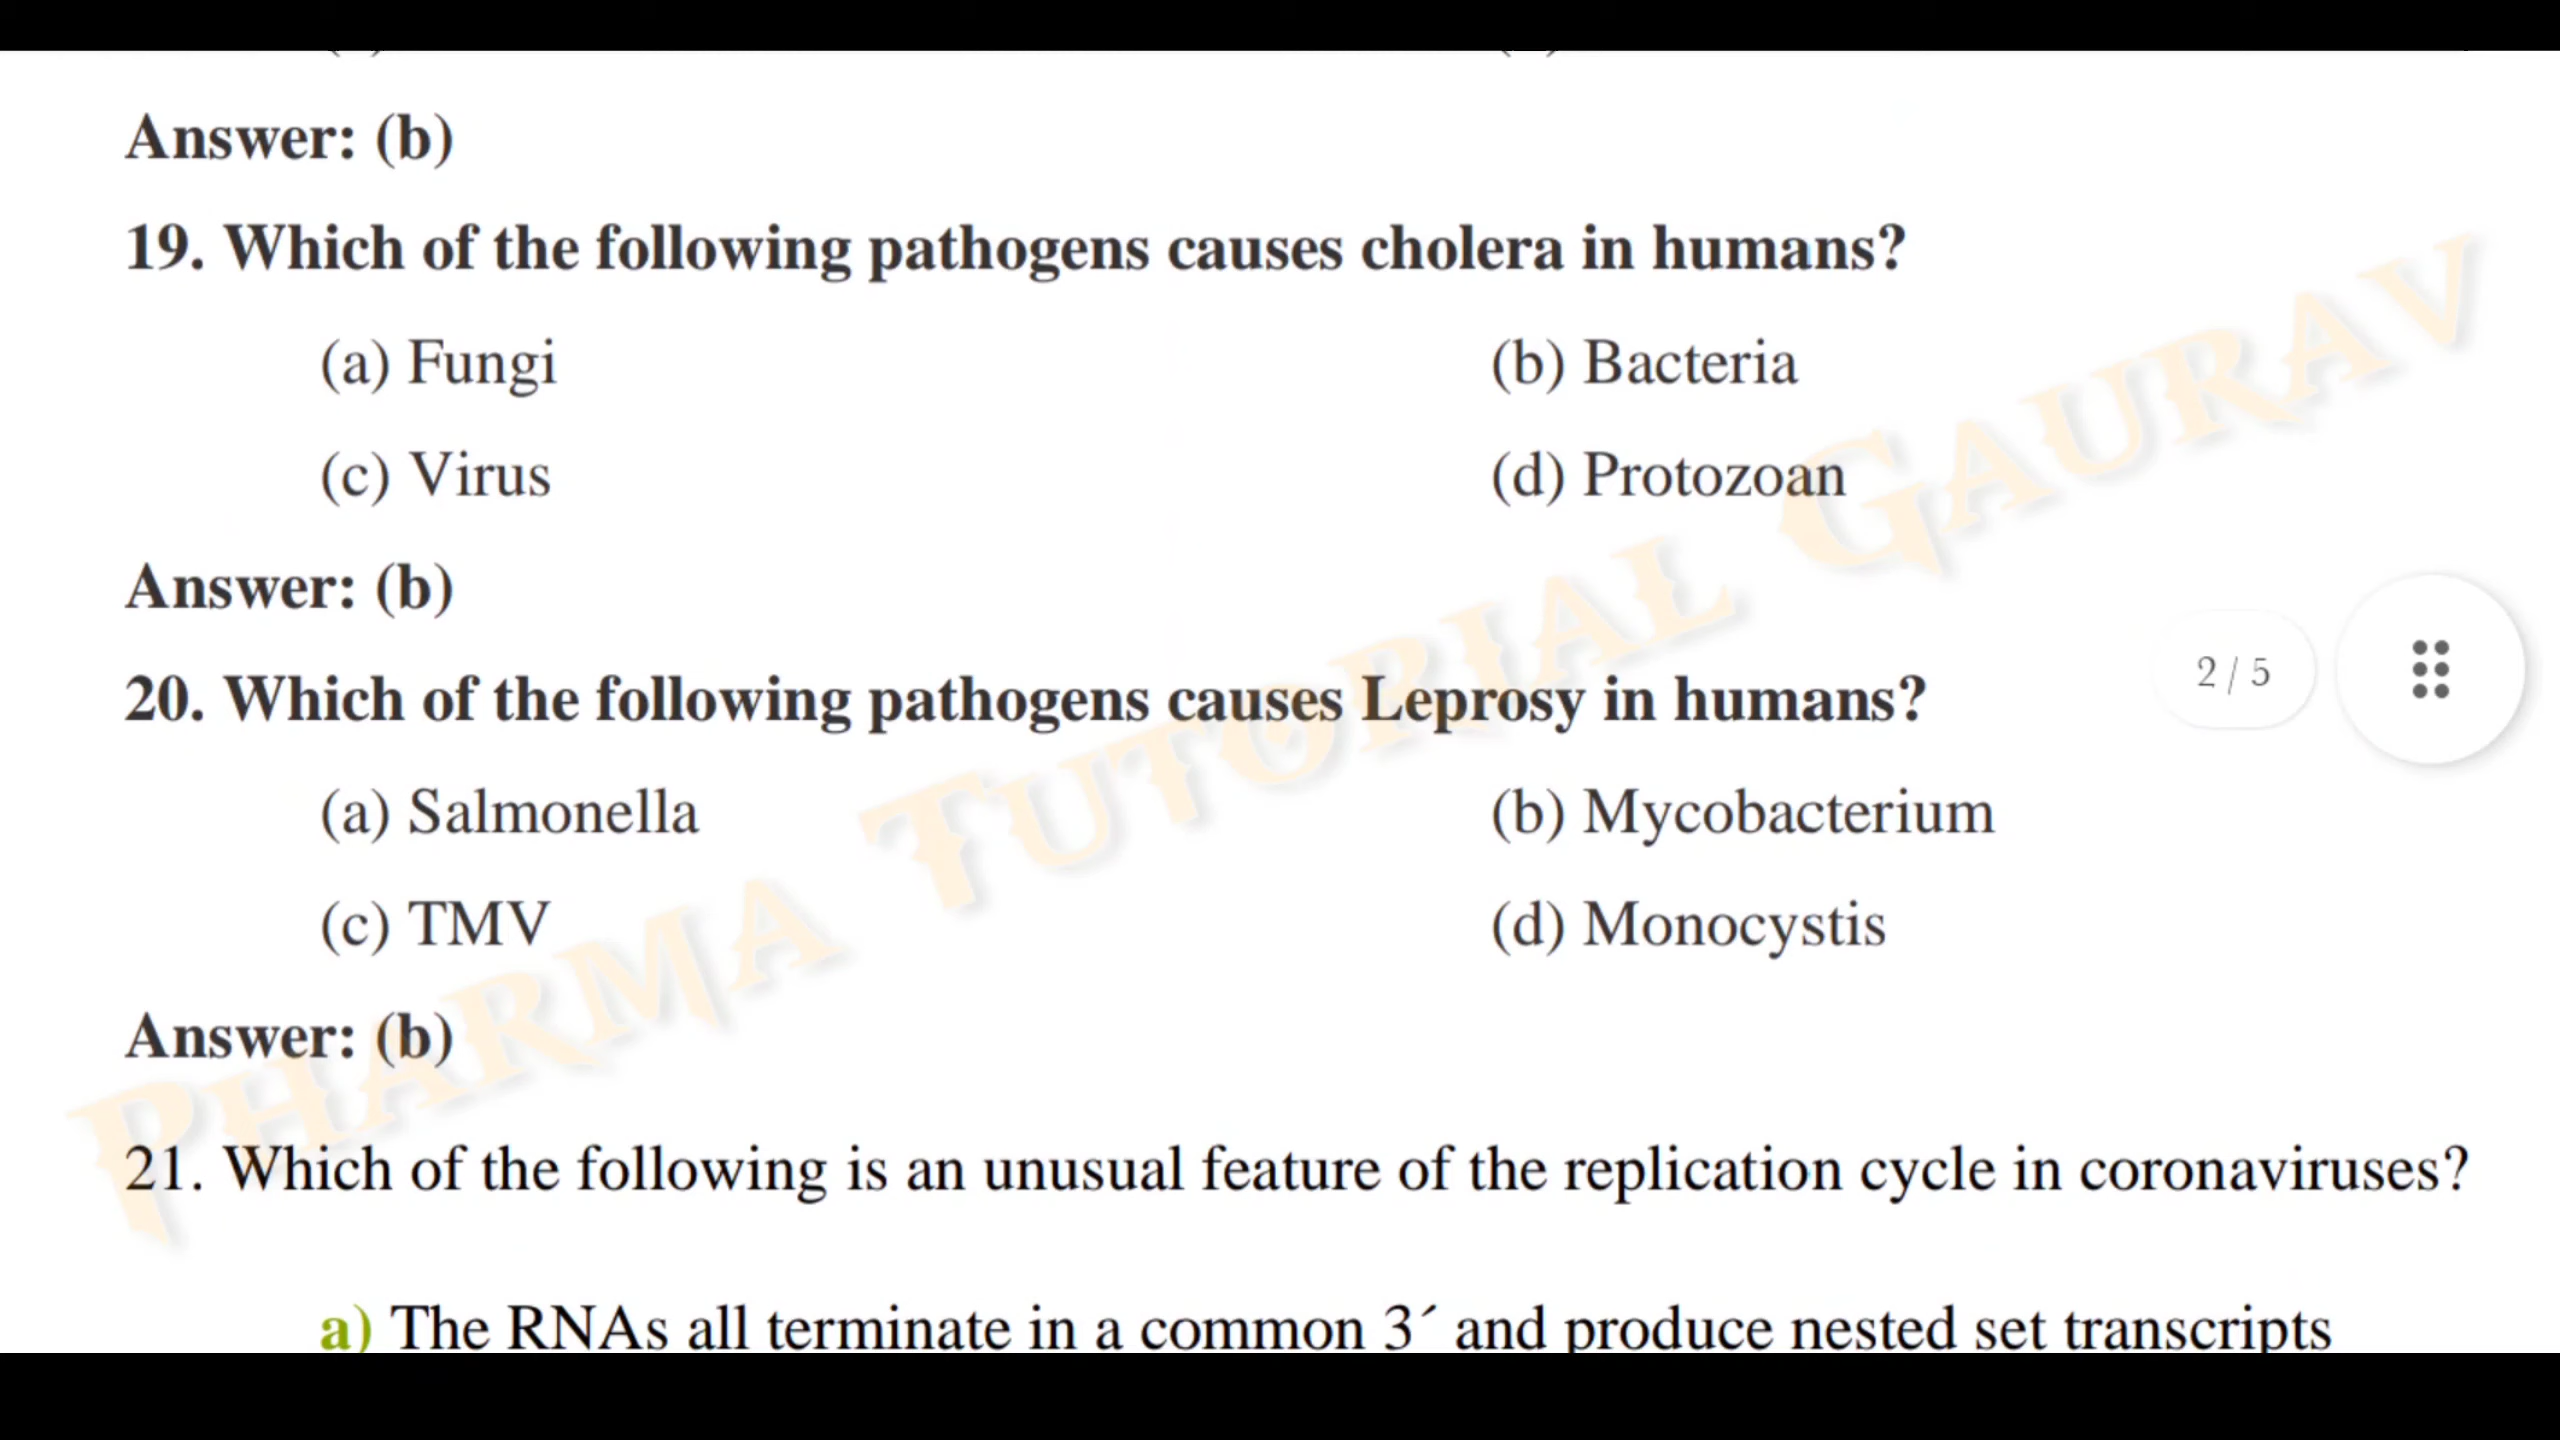 Answer: (b)
19. Which of the following pathogens causes cholera in humans?
(a) Fungi (b) Bacteria
(c) Virus (d) Protozoan
Answer: (b)
20. Which of the following pathogens causes Leprosy in humans?
2 / 5
(a) Salmonella (b) Mycobacterium
(c) TMV (d) Monocystis
Answer: (b)
21. Which of the following is an unusual feature of the replication cycle in coronaviruses?
a) The RNAs all terminate in a common 3´ and produce nested set transcripts
PHARMA TUTORIAL GAURAV